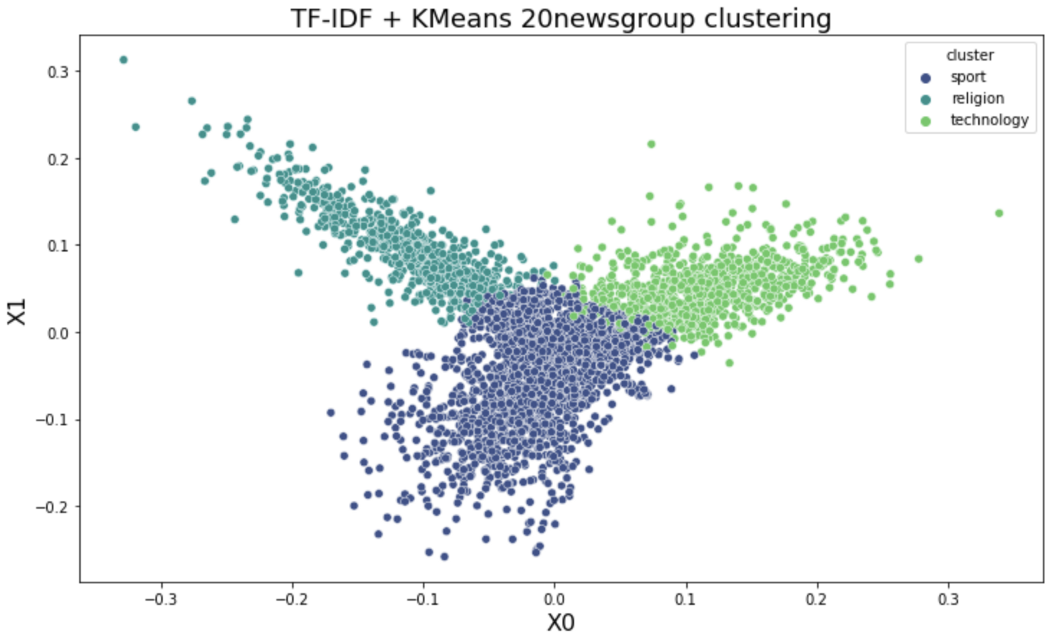 TF-IDF + KMeans 20newsgroup clustering
cluster
sport
religion
technology
0.3
0.2
0.1
0.0
−0.1
−0.2
X1
−0.3 −0.2 −0.1 0.0 0.1 0.2 0.3
X0